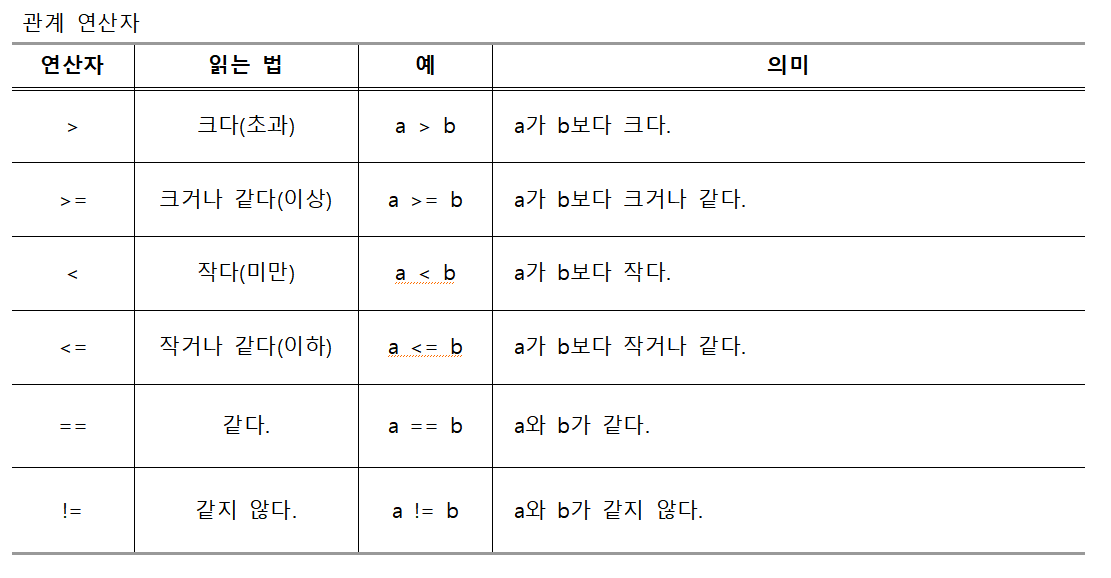 관계 연산자
연산자 읽는 법 예 의미
> 크다(초과) a > b a가 b보다 크다.
>= 크거나 같다(이상) a >= b a가 b보다 크거나 같다.
< 작다(미만) a < b a가 b보다 작다.
<= 작거나 같다(이하) a <= b a가 b보다 작거나 같다.
== 같다. a == b a와 b가 같다.
!= 같지 않다. a != b a와 b가 같지 않다.